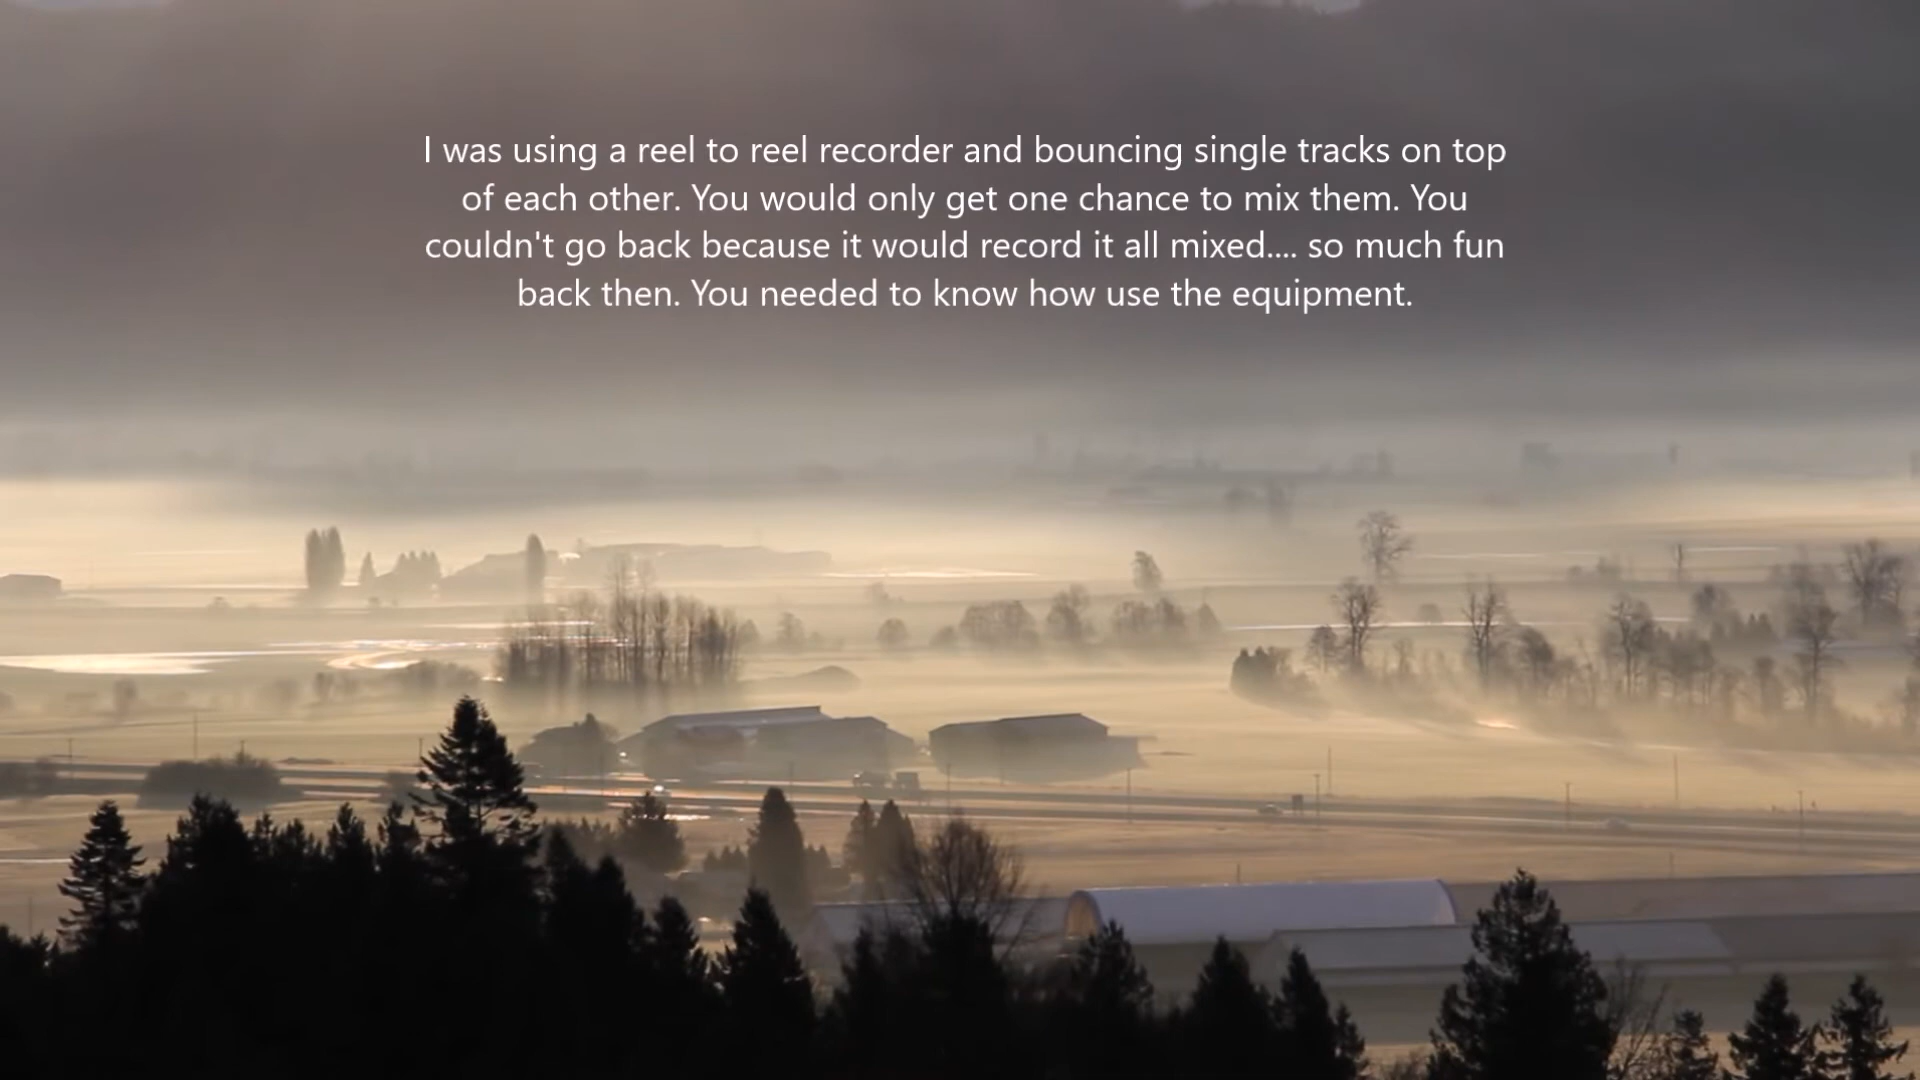 I was using a reel to reel recorder and bouncing single tracks on top
of each other. You would only get one chance to mix them. You
couldn't go back because it would record it all mixed.... so much fun
back then. You needed to know how use the equipment.